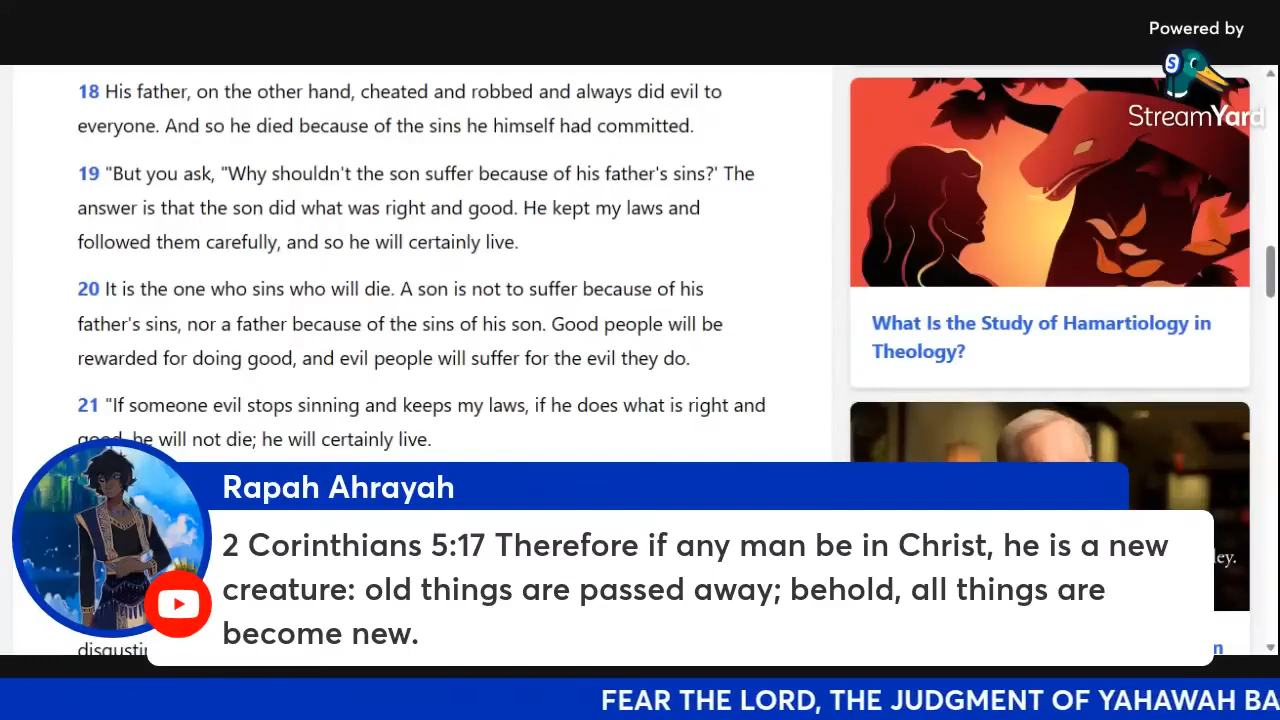 Powered by
StreamYard
18 His father, on the other hand, cheated and robbed and always did evil to
everyone. And so he died because of the sins he himself had committed.
19 "But you ask, "Why shouldn't the son suffer because of his father's sins?' The
answer is that the son did what was right and good. He kept my laws and
followed them carefully, and so he will certainly live.
20 It is the one who sins who will die. A son is not to suffer because of his
father's sins, nor a father because of the sins of his son. Good people will be
rewarded for doing good, and evil people will suffer for the evil they do.
21 "If someone evil stops sinning and keeps my laws, if he does what is right and
good, he will not die; he will certainly live.
What Is the Study of Hamartiology in
Theology?
Rapah Ahrayah
2 Corinthians 5:17 Therefore if any man be in Christ, he is a new
creature: old things are passed away; behold, all things are
become new.
FEAR THE LORD, THE JUDGMENT OF YAHAWAH BA